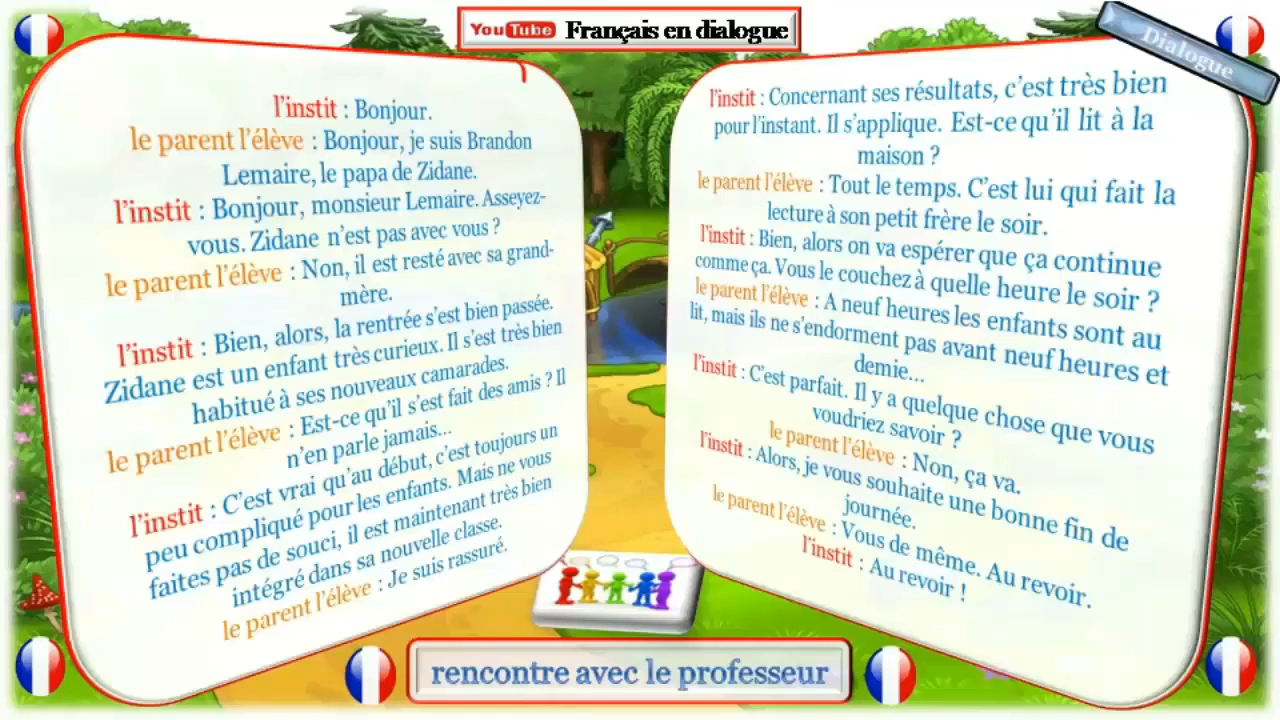 YouTube Français en dialogue
Dialogue
l'instit : Bonjour.
le parent l'élève : Bonjour, je suis Brandon
Lemaire, le papa de Zidane.
l'instit : Bonjour, monsieur Lemaire. Asseyez-
vous. Zidane n'est pas avec vous ?
le parent l'élève : Non, il est resté avec sa grand-
mère.
l'instit : Bien, alors, la rentrée s'est bien passée.
Zidane est un enfant très curieux. Il s'est très bien
habitué à ses nouveaux camarades.
le parent l'élève : Est-ce qu'il s'est fait des amis ? Il
n'en parle jamais…
l'instit : C'est vrai qu'au début, c'est toujours un
peu compliqué pour les enfants. Mais ne vous
faites pas de souci, il est maintenant très bien
intégré dans sa nouvelle classe.
le parent l'élève : Je suis rassuré.
l'instit : Concernant ses résultats, c'est très bien
pour l'instant. Il s'applique. Est-ce qu'il lit à la
maison ?
le parent l'élève : Tout le temps. C'est lui qui fait la
lecture à son petit frère le soir.
l'instit : Bien, alors on va espérer que ça continue
comme ça. Vous le couchez à quelle heure le soir ?
le parent l'élève : A neuf heures les enfants sont au
lit, mais ils ne s'endorment pas avant neuf heures et
demie…
l'instit : C'est parfait. Il y a quelque chose que vous
voudriez savoir ?
le parent l'élève : Non, ça va.
l'instit : Alors, je vous souhaite une bonne fin de
journée.
le parent l'élève : Vous de même. Au revoir.
l'instit : Au revoir !
rencontre avec le professeur